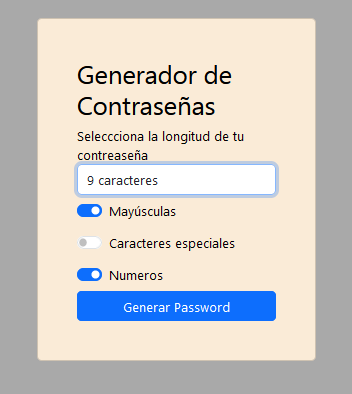 Generador de
Contraseñas
Seleccciona la longitud de tu
contreaseña
9 caracteres
Mayúsculas
Caracteres especiales
Numeros
Generar Password